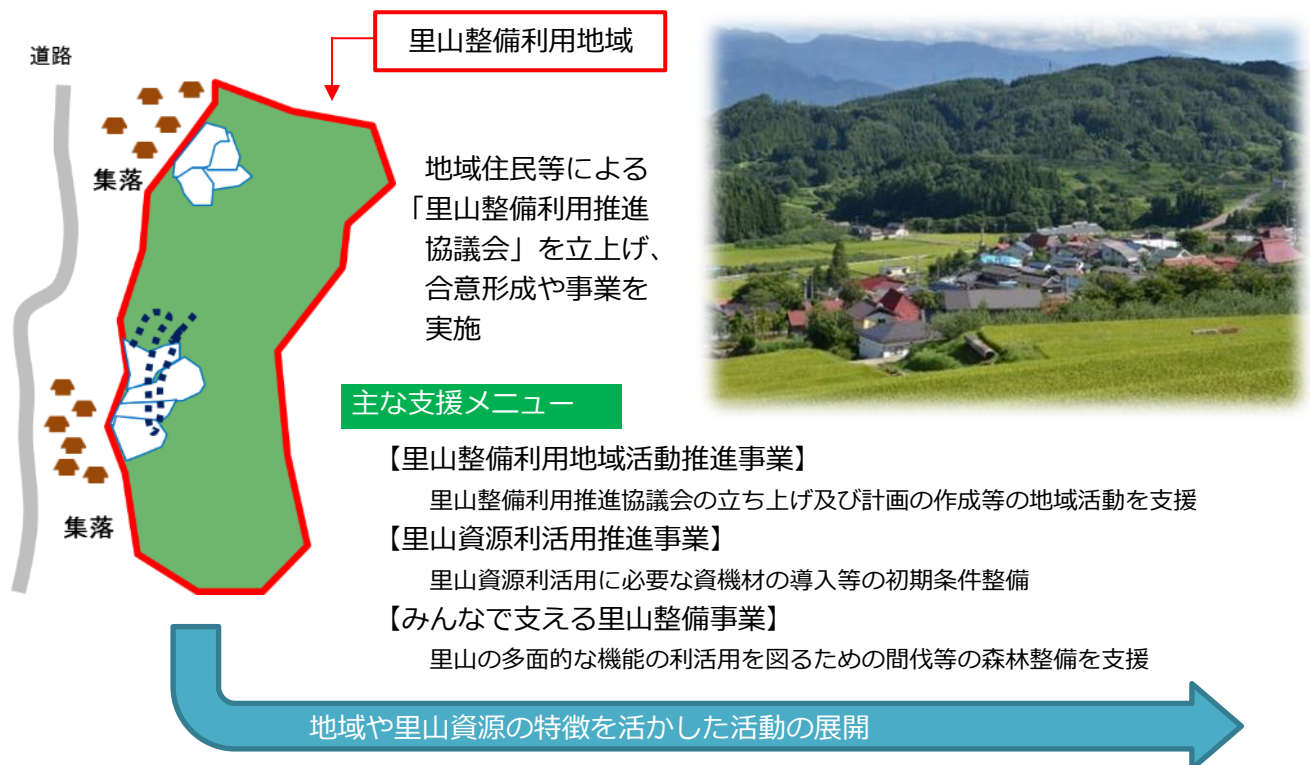 道路
里山整備利用地域
集落
地域住民等による
「里山整備利用推進
協議会」を立上げ、
合意形成や事業を
実施
集落
主な支援メニュー
【里山整備利用地域活動推進事業】
里山整備利用推進協議会の立ち上げ及び計画の作成等の地域活動を支援
【里山資源利活用推進事業】
里山資源利活用に必要な資機材の導入等の初期条件整備
【みんなで支える里山整備事業】
里山の多面的な機能の利活用を図るための間伐等の森林整備を支援
地域や里山資源の特徴を活かした活動の展開